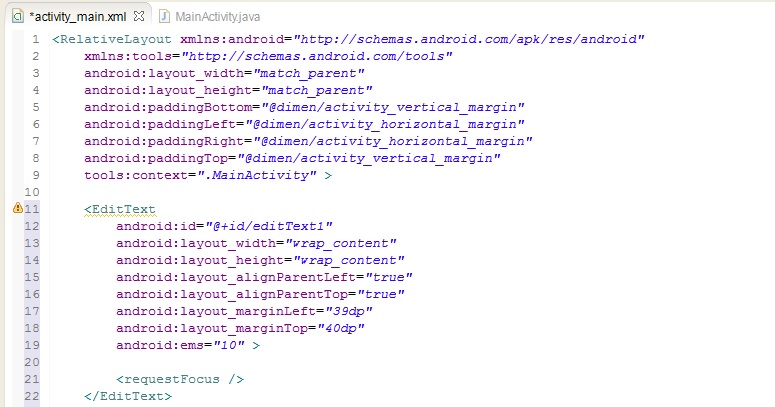 *activity_main.xml MainActivity.java
1 <RelativeLayout xmlns:android="http://schemas.android.com/apk/res/android"
2 xmlns:tools="http://schemas.android.com/tools"
3 android:layout_width="match_parent"
4 android:layout_height="match_parent"
5 android:paddingBottom="@dimen/activity_vertical_margin"
6 android:paddingLeft="@dimen/activity_horizontal_margin"
7 android:paddingRight="@dimen/activity_horizontal_margin"
8 android:paddingTop="@dimen/activity_vertical_margin"
9 tools:context=".MainActivity" >
10
11 <EditText
12 android:id="@+id/editText1"
13 android:layout_width="wrap_content"
14 android:layout_height="wrap_content"
15 android:layout_alignParentLeft="true"
16 android:layout_alignParentTop="true"
17 android:layout_marginLeft="39dp"
18 android:layout_marginTop="40dp"
19 android:ems="10" >
20
21 <requestFocus />
22 </EditText>